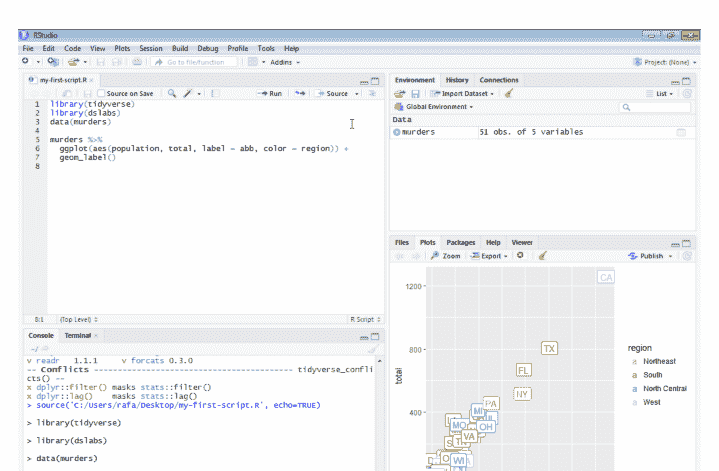 RStudio
File Edit Code View Plots Session Build Debug Profile Tools Help
Go to file/function Addins Project: (None)
my-first-script.R
Source on Save Run Source
1 library(tidyverse)
2 library(dslabs)
3 data(murders)
4
5 murders %>%
6 ggplot(aes(population, total, label = abb, color = region)) +
7 geom_label()
8
8:1 (Top Level) R Script
Console Terminal
~/
v readr 1.1.1 v forcats 0.3.0
-- Conflicts ------------------------------------------ tidyverse_confli
cts() --
x dplyr::filter() masks stats::filter()
x dplyr::lag() masks stats::lag()
> source('C:/Users/rafa/Desktop/my-first-script.R', echo=TRUE)
> library(tidyverse)
> library(dslabs)
> data(murders)
Environment History Connections
Import Dataset List
Global Environment
Data
murders 51 obs. of 5 variables
Files Plots Packages Help Viewer
Zoom Export Publish
1200
800
400
total
CA
TX
FL
NY
PA
OH
MO
VA
WI
region
a Northeast
a South
a North Central
a West